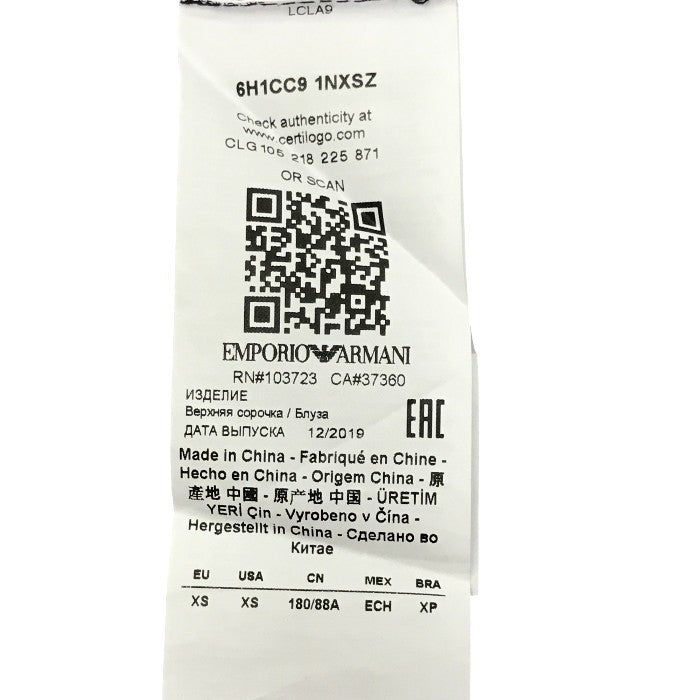 LCLA9
6H1CC9 1NXSZ
Check authenticity at
www.certilogo.com
CLG 105 218 225 871
OR SCAN
EMPORIO ARMANI
RN#103723 CA#37360
ИЗДЕЛИЕ
Верхняя сорочка / Блуза
ДАТА ВЫПУСКА 12/2019
EAC
Made in China - Fabriqué en Chine -
Hecho en China - Origem China - 原
產地 中國 - 原产地 中国 - ÜRETİM
YERİ Çin - Vyrobeno v Čína -
Hergestellt in China - Сделано во
Китае
EU USA CN MEX BRA
XS XS 180/88A ECH XP